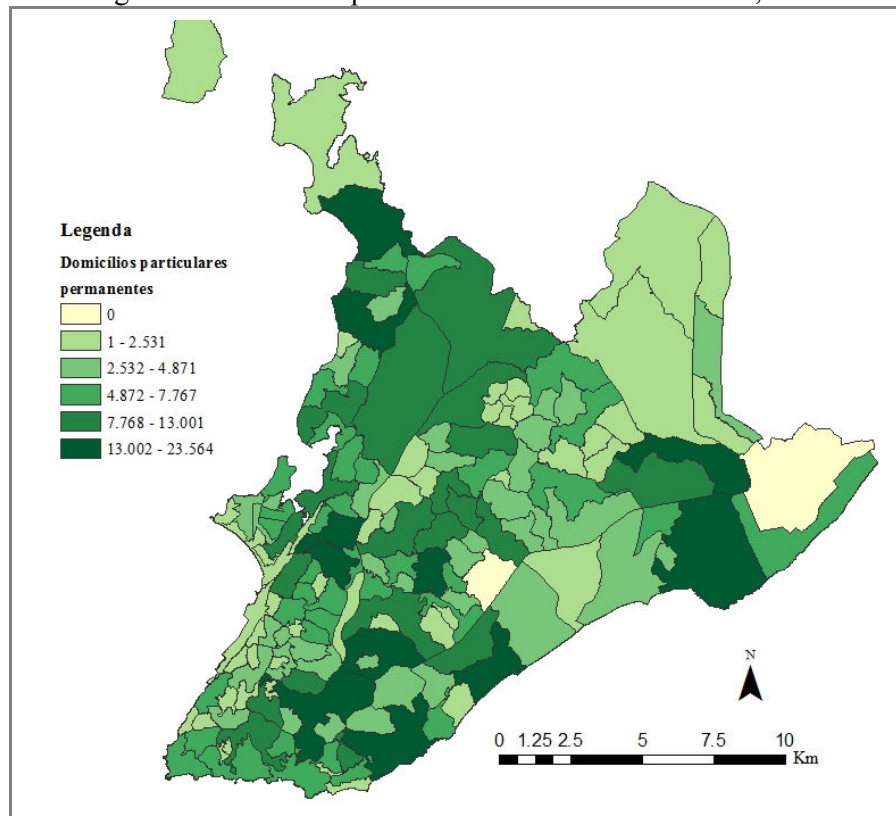 Legenda
Domicílios particulares
permanentes
0
1 - 2.531
2.532 - 4.871
4.872 - 7.767
7.768 - 13.001
13.002 - 23.564
N
0 1.25 2.5 5 7.5 10
Km